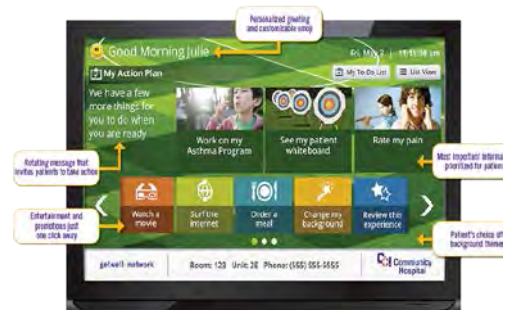 Personalized greeting
and customizable emoji
Good Morning Julie
Fri, May 2 | 11:15:38 am
My Action Plan
My To Do List
List View
We have a few
more things for
you to do when
you are ready
Work on my
Asthma Program
See my patient
whiteboard
Rate my pain
Rotating message that
invites patients to take action
Most important informa
prioritized for patien
Entertainment and
promotions just
one click away
Watch a
movie
Surf the
internet
Order a
meal
Change my
background
Review this
experience
Patient's choice of
background theme
getwell network
Room: 123 Unit: 2E Phone: (555) 555-5555
Community
Hospital